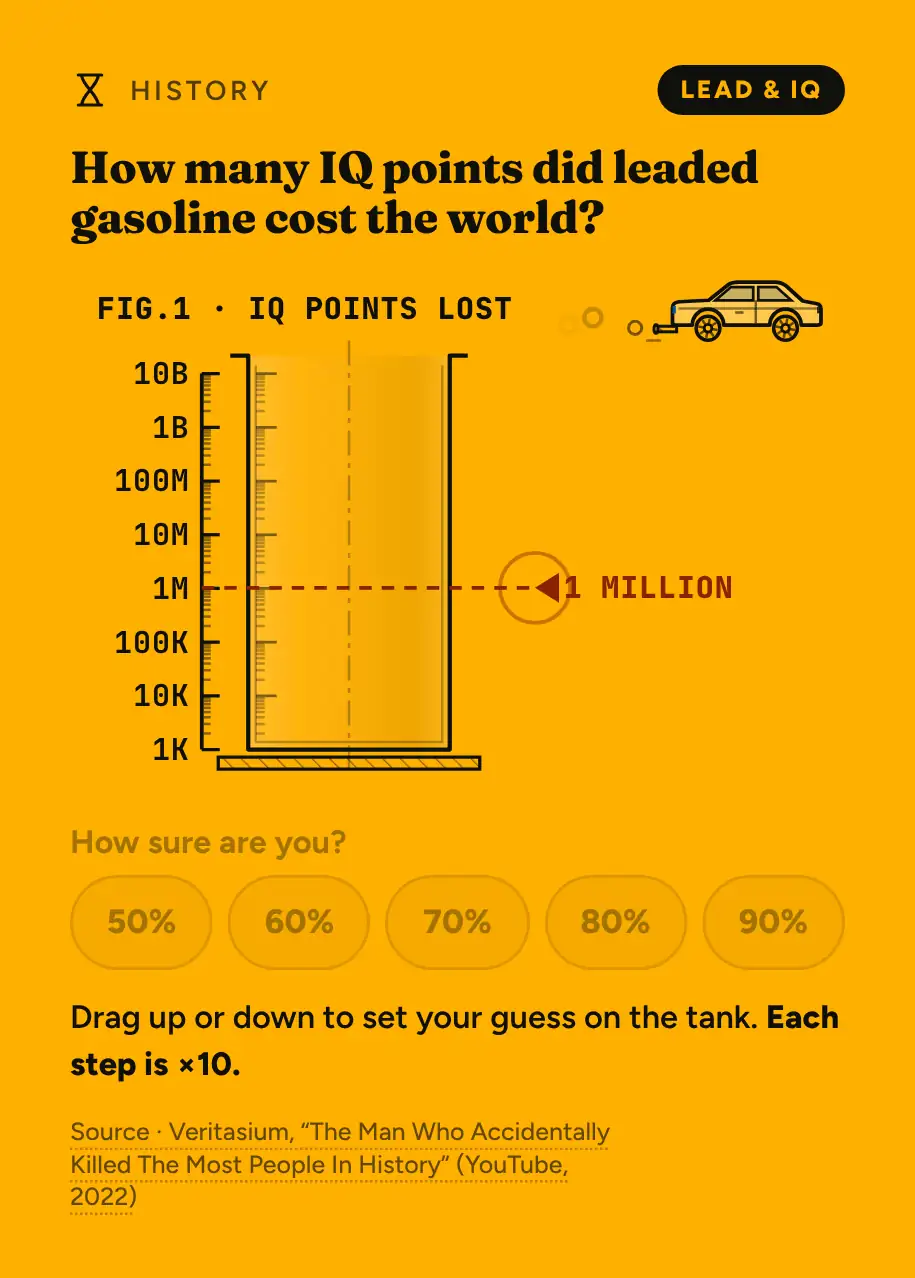 HISTORY
LEAD & IQ
How many IQ points did leaded
gasoline cost the world?
FIG.1 · IQ POINTS LOST
10B
1B
100M
10M
1M
1 MILLION
100K
10K
1K
How sure are you?
50% 60% 70% 80% 90%
Drag up or down to set your guess on the tank. Each
step is ×10.
Source · Veritasium, “The Man Who Accidentally
Killed The Most People In History” (YouTube,
2022)